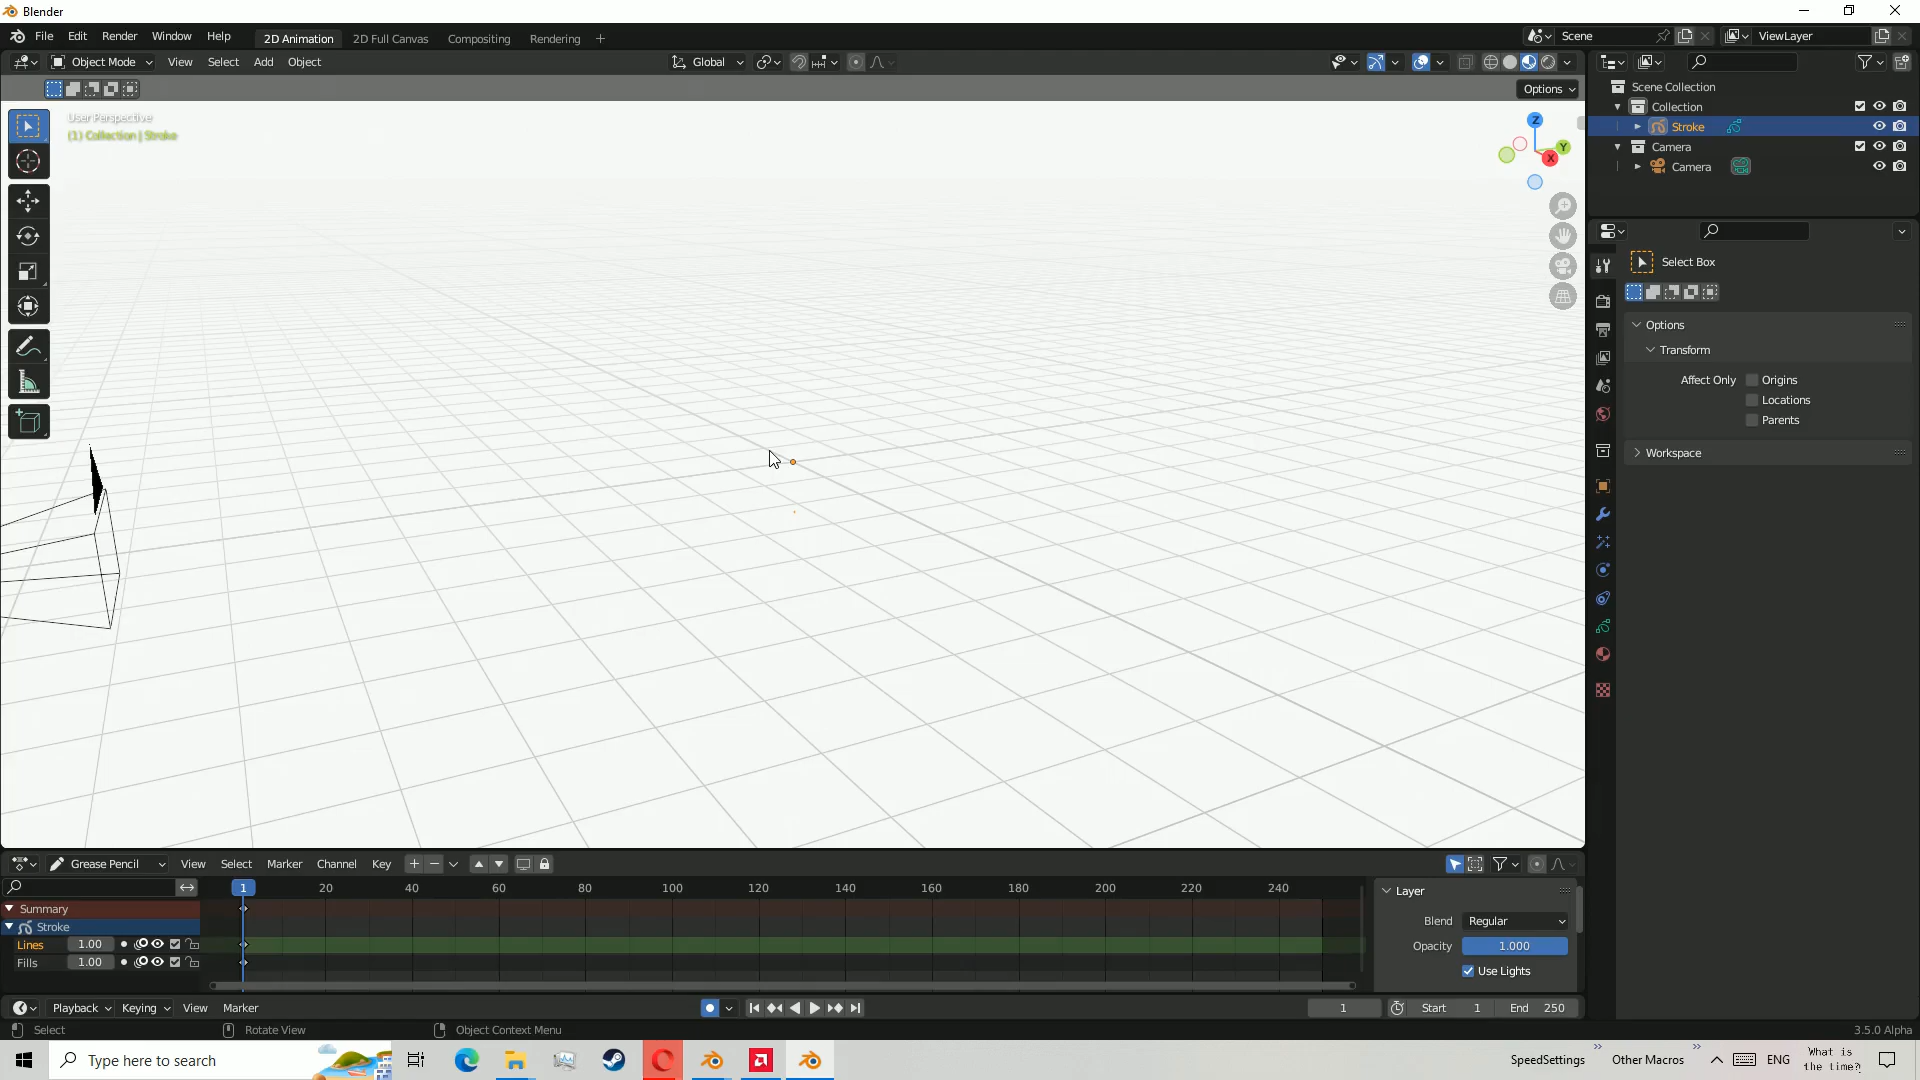 Blender
File Edit Render Window Help 2D Animation 2D Full Canvas Compositing Rendering + Scene ViewLayer
Object Mode View Select Add Object Global
Options
User Perspective
(1) Collection | Stroke
Z
Y
X
Scene Collection
Collection
Stroke
Camera
Camera
Select Box
Options
Transform
Affect Only Origins
Locations
Parents
Workspace
Grease Pencil View Select Marker Channel Key
1 20 40 60 80 100 120 140 160 180 200 220 240
Summary
Stroke
Lines 1.00
Fills 1.00
Layer
Blend Regular
Opacity 1.000
Use Lights
Playback Keying View Marker 1 Start 1 End 250
Select Rotate View Object Context Menu 3.5.0 Alpha
Type here to search SpeedSettings Other Macros ENG What is
the time?